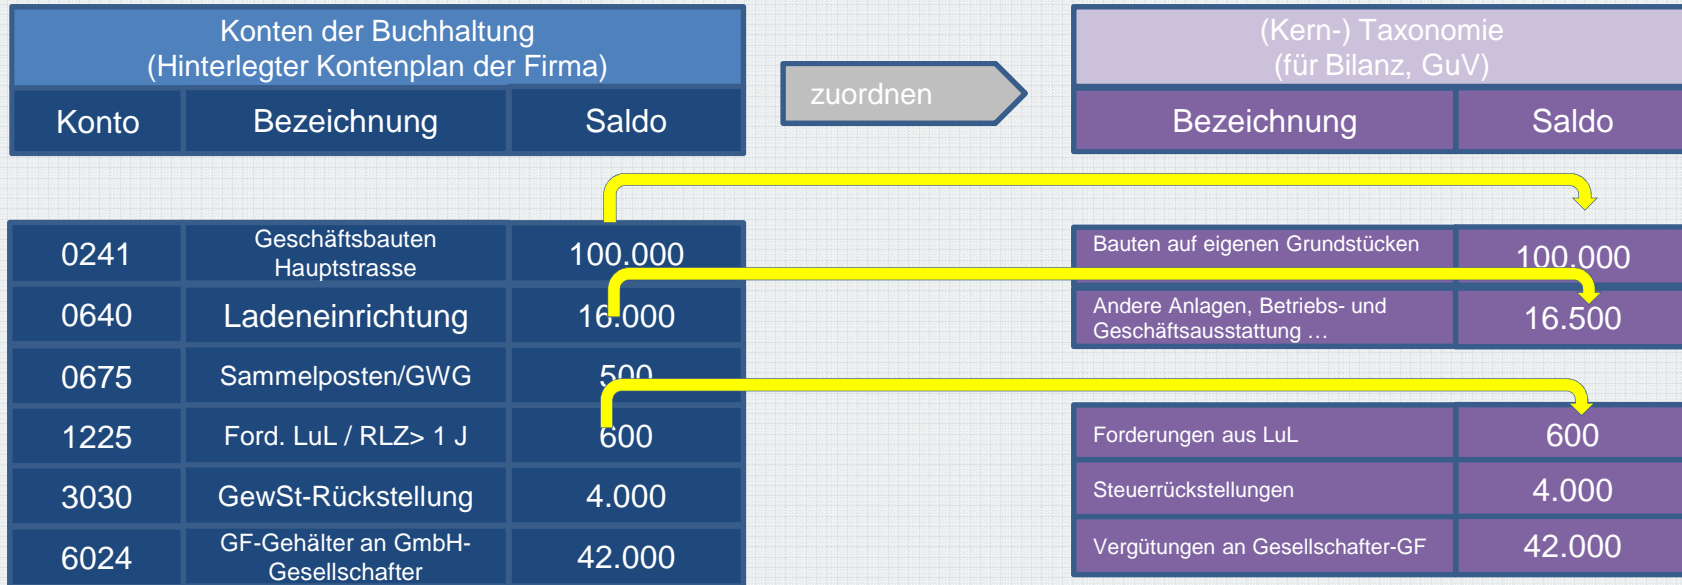 Konten der Buchhaltung
(Hinterlegter Kontenplan der Firma)
Konto Bezeichnung Saldo
zuordnen
(Kern-) Taxonomie
(für Bilanz, GuV)
Bezeichnung Saldo
0241 Geschäftsbauten
Hauptstrasse 100.000
0640 Ladeneinrichtung 16.000
0675 Sammelposten/GWG 500
1225 Ford. LuL / RLZ> 1 J 600
3030 GewSt-Rückstellung 4.000
6024 GF-Gehälter an GmbH-
Gesellschafter 42.000
Bauten auf eigenen Grundstücken 100.000
Andere Anlagen, Betriebs- und
Geschäftsausstattung ... 16.500
Forderungen aus LuL 600
Steuerrückstellungen 4.000
Vergütungen an Gesellschafter-GF 42.000